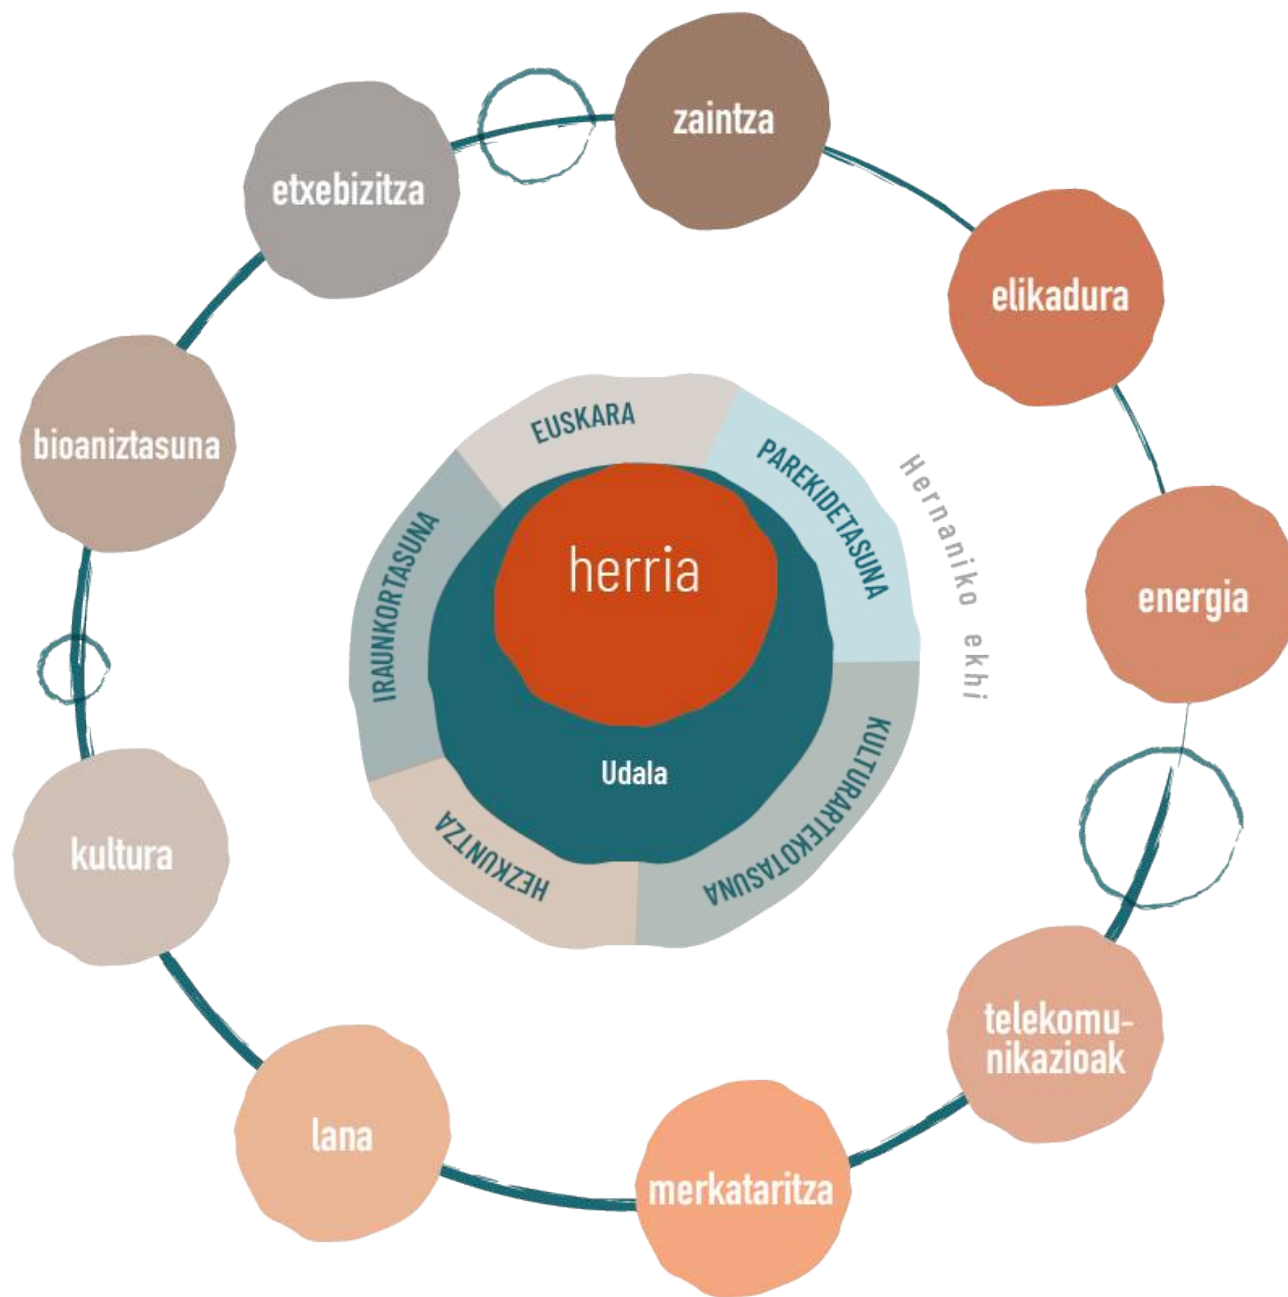 zaintza
etxebizitza
elikadura
bioaniztasuna
EUSKARA
PAREKIDETASUNA
Hernaniko ekhi
IRAUNKORTASUNA
herria
energia
Udala
KULTURARTEKOTASUNA
HEZKUNTZA
kultura
telekomu-
nikazioak
lana
merkataritza